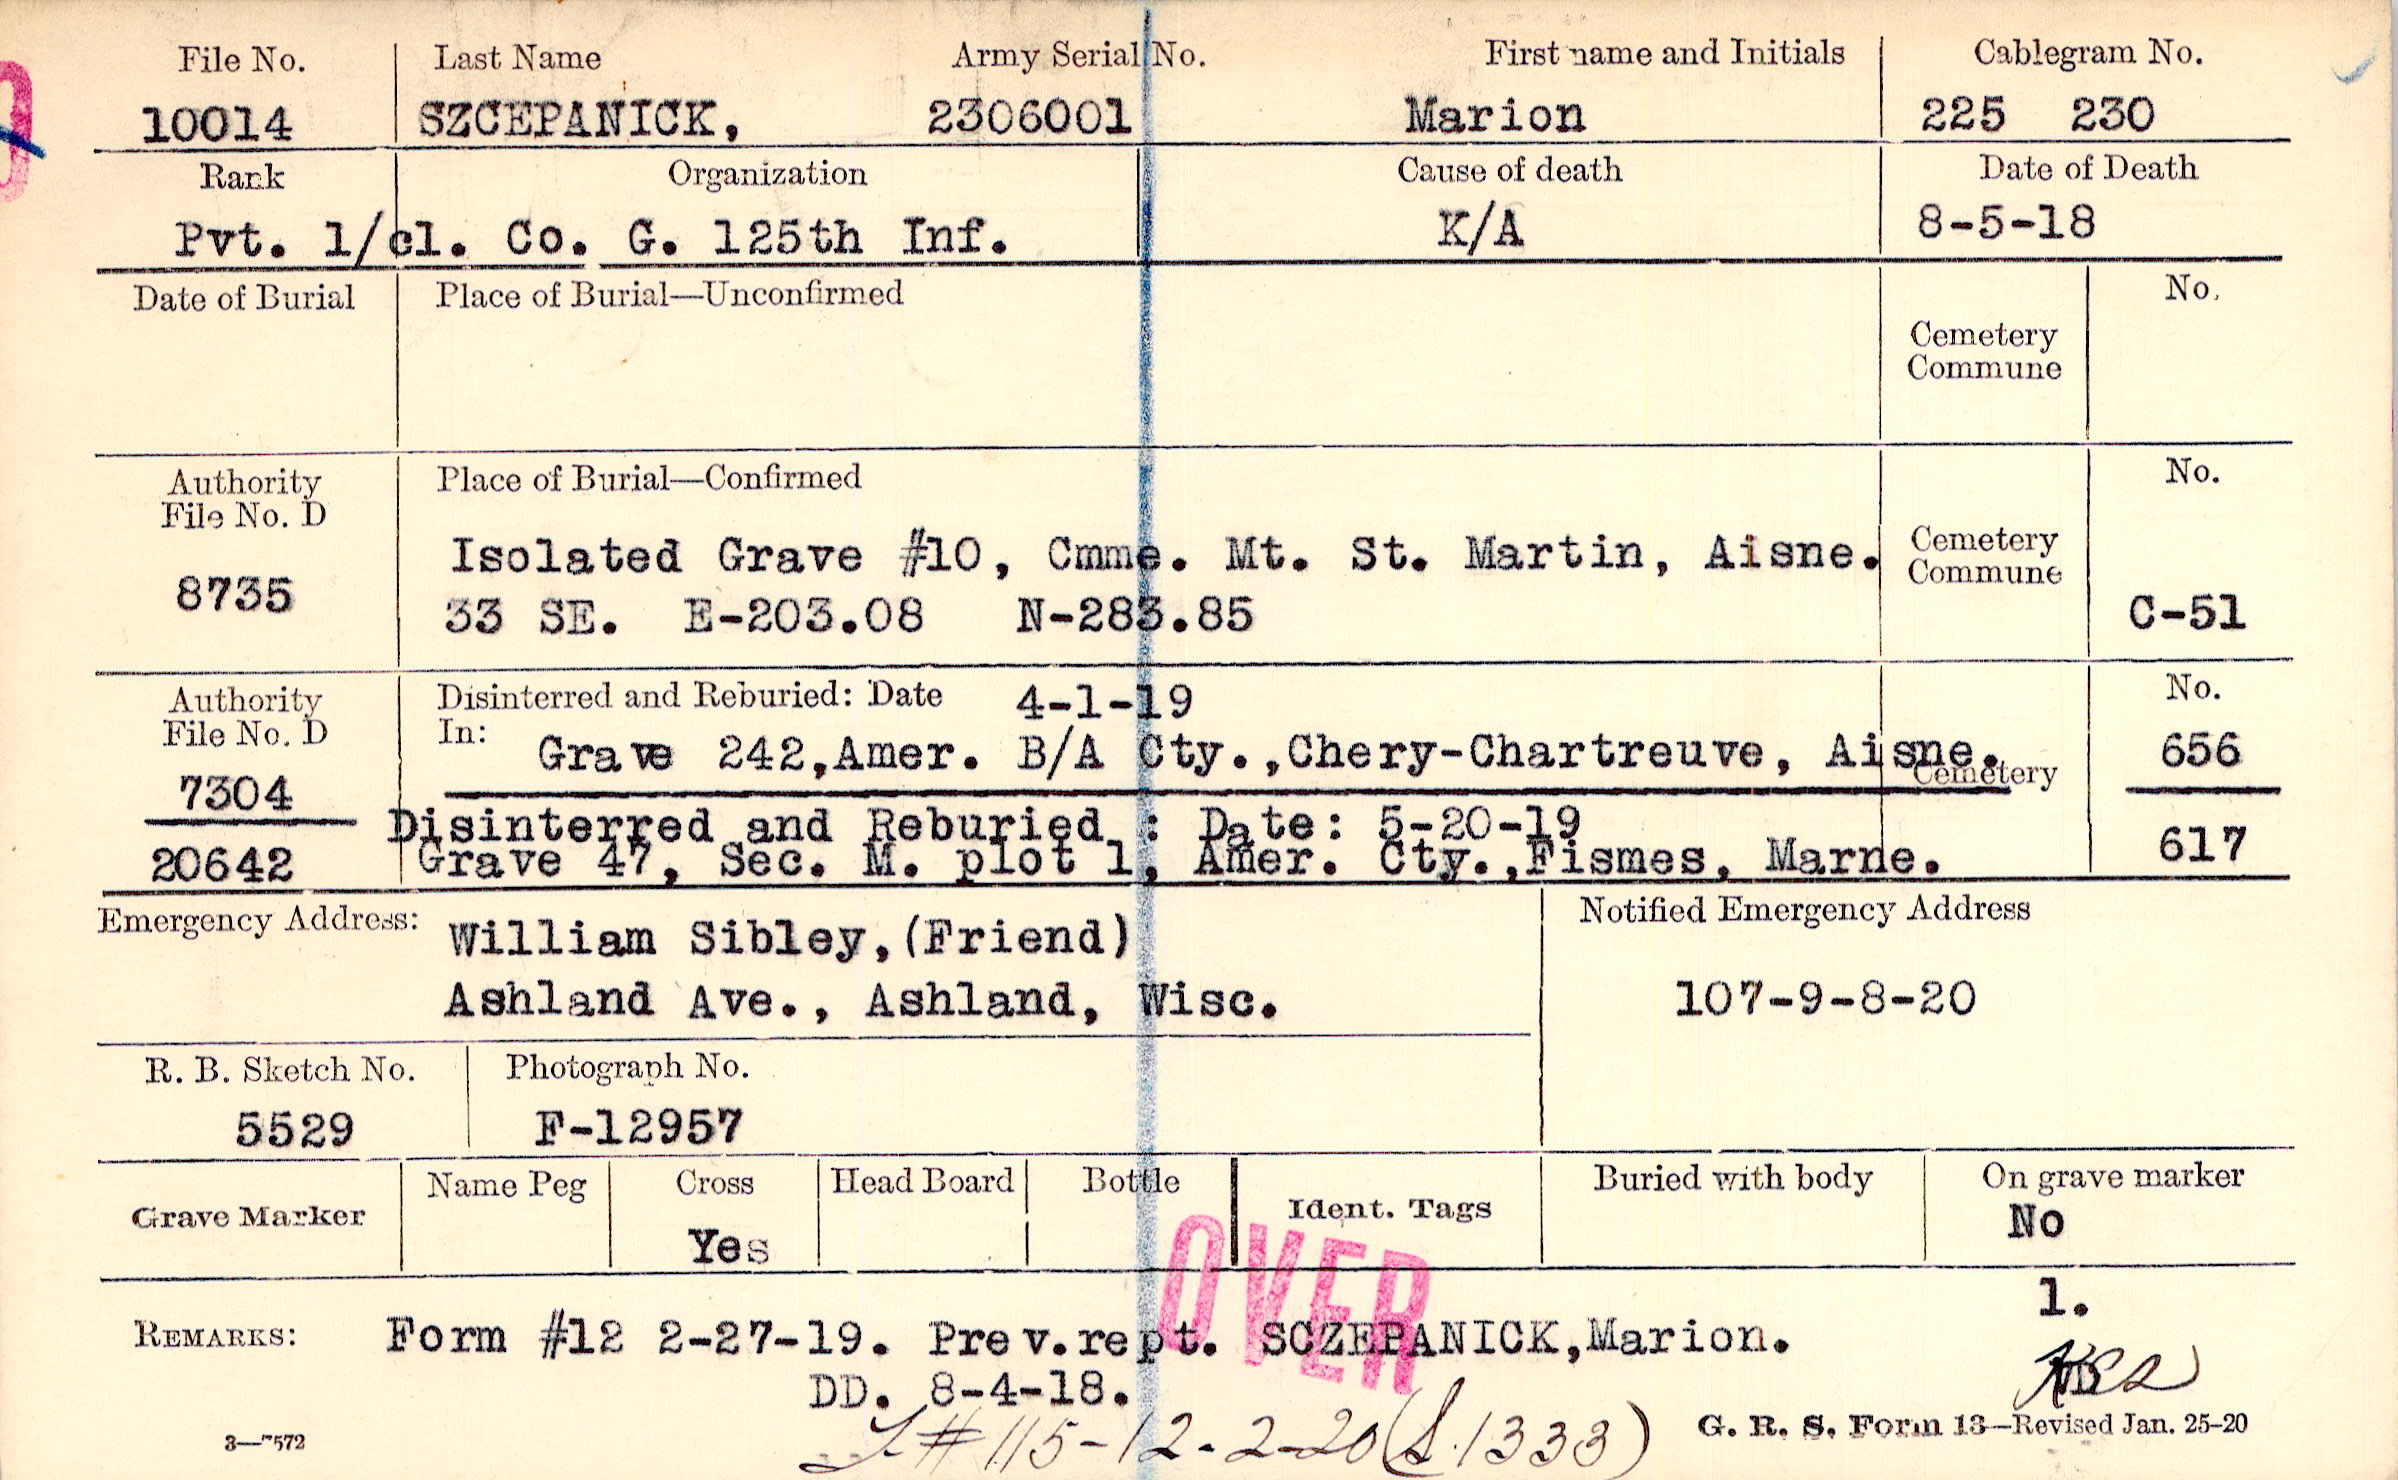 File No. Last Name Army Serial No. First name and Initials Cablegram No.
10014 SZCEPANICK, 2306001 Marion 225 230
Rank Organization Cause of death Date of Death
Pvt. 1/cl. Co. G. 125th Inf. K/A 8-5-18
Date of Burial Place of Burial—Unconfirmed No.
Cemetery
Commune
Authority Place of Burial—Confirmed No.
File No. D
Isolated Grave #10, Cmme. Mt. St. Martin, Aisne. Cemetery
Commune
8735 33 SE. E-203.08 N-283.85 C-51
Authority Disinterred and Reburied: Date 4-1-19 No.
File No. D In: Grave 242,Amer. B/A Cty.,Chery-Chartreuve, Aisne. 656
Cemetery
7304
Disinterred and Reburied : Date: 5-20-19
20642 Grave 47, Sec. M. plot 1, Amer. Cty.,Fismes, Marne. 617
Emergency Address: William Sibley,(Friend) Notified Emergency Address
Ashland Ave., Ashland, Wisc. 107-9-8-20
R. B. Sketch No. Photograph No.
5529 F-12957
Grave Marker Name Peg Cross Head Board Bottle Ident. Tags Buried with body On grave marker
Yes No
OVER
1.
REMARKS: Form #12 2-27-19. Prev.rept. SCZEPANICK,Marion.
DD. 8-4-18.
#115-12-2-20 (S.1333)
3—7572 G. R. S. Form 13—Revised Jan. 25-20